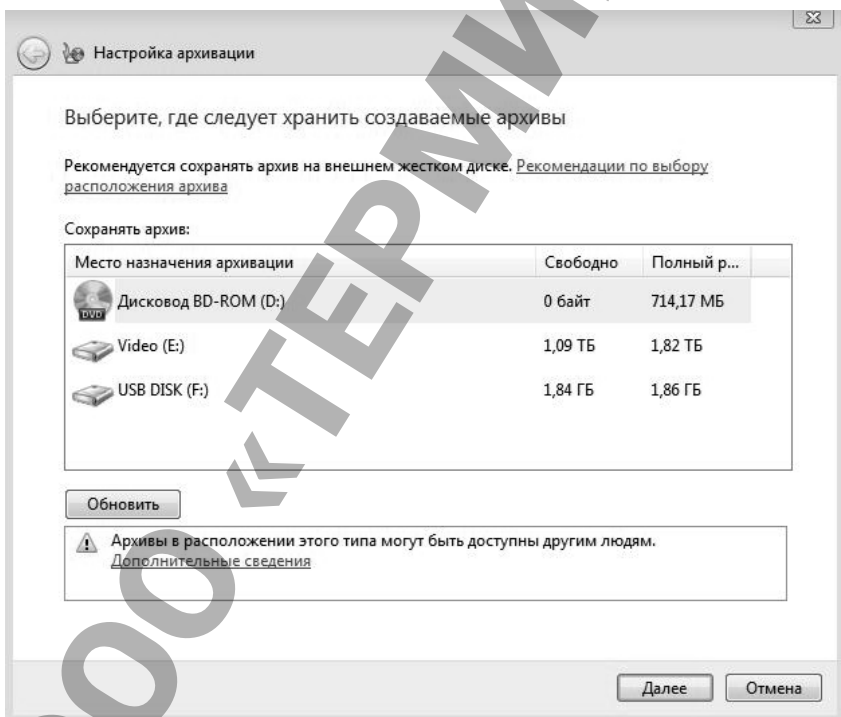 Настройка архивации
Выберите, где следует хранить создаваемые архивы
Рекомендуется сохранять архив на внешнем жестком диске. Рекомендации по выбору
расположения архива
Сохранять архив:
Место назначения архивации Свободно Полный р...
DVD Дисковод BD-ROM (D:) 0 байт 714,17 МБ
Video (E:) 1,09 ТБ 1,82 ТБ
USB DISK (F:) 1,84 ГБ 1,86 ГБ
Обновить
Архивы в расположении этого типа могут быть доступны другим людям.
Дополнительные сведения
Далее Отмена
ООО «ТЕРМИ